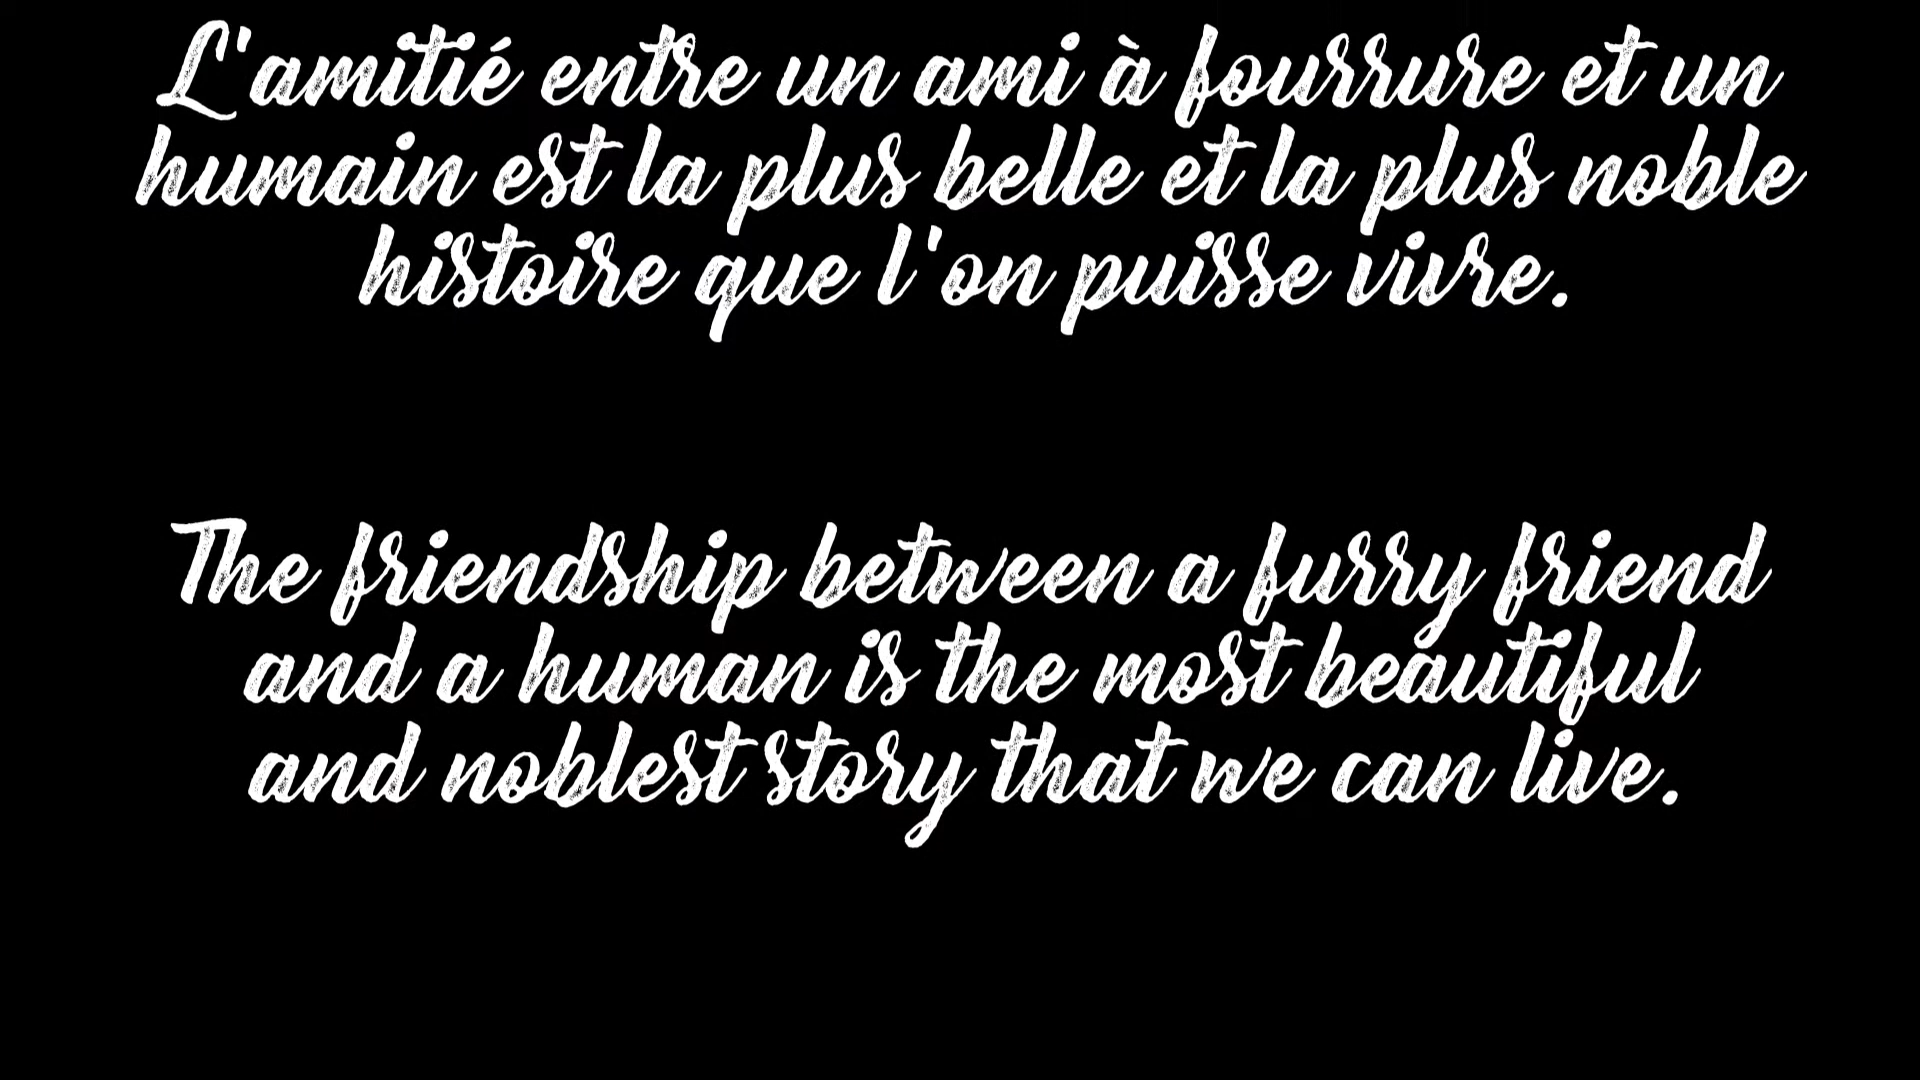 L'amitié entre un ami à fourrure et un
humain est la plus belle et la plus noble
histoire que l'on puisse vivre.
The friendship between a furry friend
and a human is the most beautiful
and noblest story that we can live.